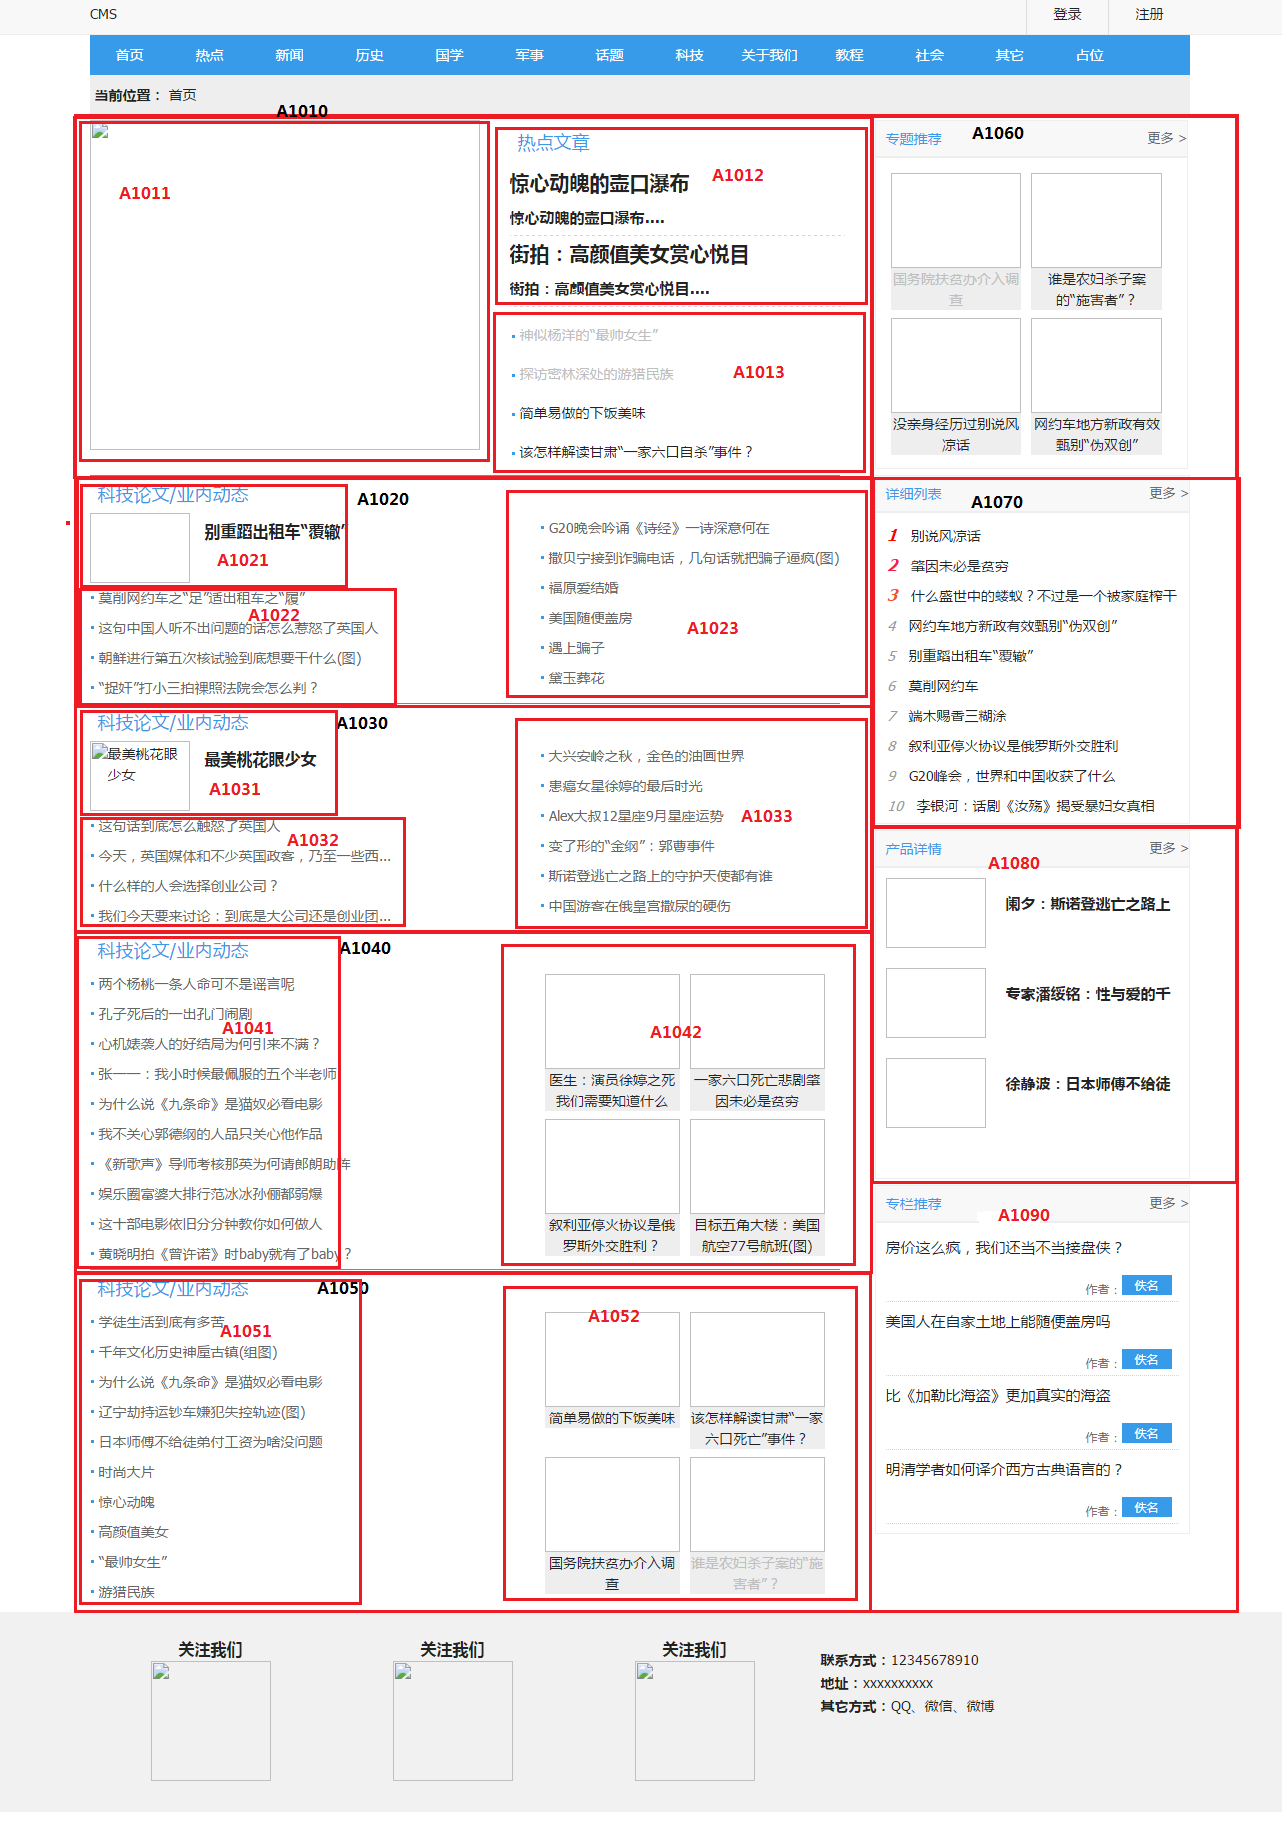 CMS
登录
注册
首页
热点
新闻
历史
国学
军事
话题
科技
关于我们
教程
社会
其它
占位
当前位置： 首页
A1010
A1011
热点文章
A1012
惊心动魄的壶口瀑布
惊心动魄的壶口瀑布....
街拍：高颜值美女赏心悦目
街拍：高颜值美女赏心悦目....
神似杨洋的“最帅女生”
探访密林深处的游猎民族
A1013
简单易做的下饭美味
该怎样解读甘肃“一家六口自杀”事件？
专题推荐
A1060
更多 >
国务院扶贫办介入调
查
谁是农妇杀子案
的“施害者”？
没亲身经历过别说风
凉话
网约车地方新政有效
甄别“伪双创”
科技论文/业内动态
A1020
别重蹈出租车“覆辙”
A1021
莫削网约车之“足”适出租车之“履”
A1022
这句中国人听不出问题的话怎么惹怒了英国人
朝鲜进行第五次核试验到底想要干什么(图)
“捉奸”打小三拍祼照法院会怎么判？
G20晚会吟诵《诗经》一诗深意何在
撒贝宁接到诈骗电话，几句话就把骗子逼疯(图)
福原爱结婚
美国随便盖房
A1023
遇上骗子
黛玉葬花
详细列表
A1070
更多 >
1 别说风凉话
2 肇因未必是贫穷
3 什么盛世中的蝼蚁？不过是一个被家庭榨干
4 网约车地方新政有效甄别“伪双创”
5 别重蹈出租车“覆辙”
6 莫削网约车
7 端木赐香三糊涂
8 叙利亚停火协议是俄罗斯外交胜利
9 G20峰会，世界和中国收获了什么
10 李银河：话剧《汝殇》揭受暴妇女真相
科技论文/业内动态
A1030
最美桃花眼
少女
最美桃花眼少女
A1031
这句话到底怎么触怒了英国人
A1032
今天，英国媒体和不少英国政客，乃至一些西...
什么样的人会选择创业公司？
我们今天要来讨论：到底是大公司还是创业团...
大兴安岭之秋，金色的油画世界
患癌女星徐婷的最后时光
Alex大叔12星座9月星座运势
A1033
变了形的“金纲”：郭曹事件
斯诺登逃亡之路上的守护天使都有谁
中国游客在俄皇宫撒尿的硬伤
产品详情
更多 >
A1080
闹夕：斯诺登逃亡之路上
专家潘绥铭：性与爱的千
徐静波：日本师傅不给徒
科技论文/业内动态
A1040
两个杨桃一条人命可不是谣言呢
孔子死后的一出孔门闹剧
A1041
心机婊袭人的好结局为何引来不满？
张一一：我小时候最佩服的五个半老师
为什么说《九条命》是猫奴必看电影
我不关心郭德纲的人品只关心他作品
《新歌声》导师考核那英为何请郎朗助阵
娱乐圈富婆大排行范冰冰孙俪都弱爆
这十部电影依旧分分钟教你如何做人
黄晓明拍《曾许诺》时baby就有了baby？
A1042
医生：演员徐婷之死
我们需要知道什么
一家六口死亡悲剧肇
因未必是贫穷
叙利亚停火协议是俄
罗斯外交胜利？
目标五角大楼：美国
航空77号航班(图)
专栏推荐
更多 >
A1090
房价这么疯，我们还当不当接盘侠？
作者： 佚名
美国人在自家土地上能随便盖房吗
作者： 佚名
比《加勒比海盗》更加真实的海盗
作者： 佚名
明清学者如何译介西方古典语言的？
作者： 佚名
科技论文/业内动态
A1050
学徒生活到底有多苦
A1051
千年文化历史神垕古镇(组图)
为什么说《九条命》是猫奴必看电影
辽宁劫持运钞车嫌犯失控轨迹(图)
日本师傅不给徒弟付工资为啥没问题
时尚大片
惊心动魄
高颜值美女
“最帅女生”
游猎民族
A1052
简单易做的下饭美味
该怎样解读甘肃“一家
六口死亡”事件？
国务院扶贫办介入调
查
谁是农妇杀子案的“施
害者”？
关注我们
关注我们
关注我们
联系方式：12345678910
地址：xxxxxxxxxx
其它方式：QQ、微信、微博